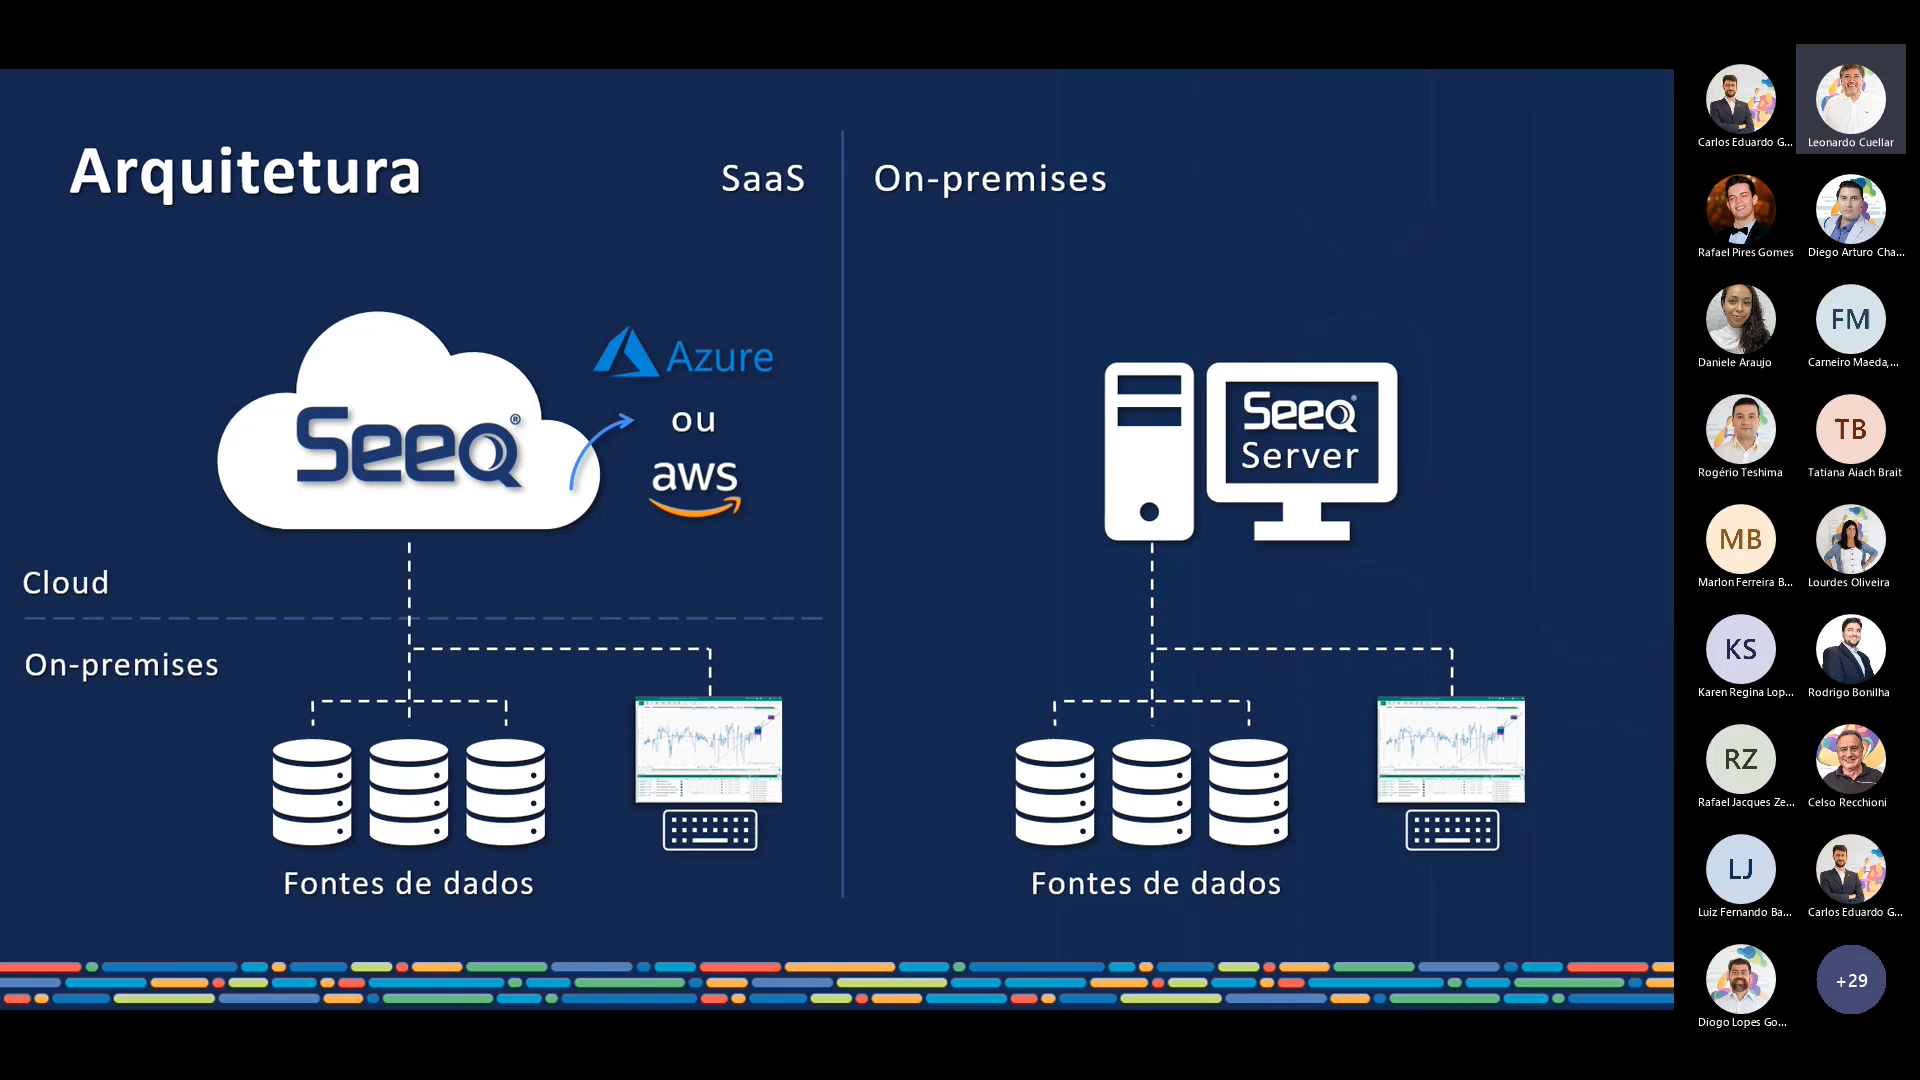 Arquitetura
SaaS
On-premises
Seeq®
Azure
ou
aws
Seeq®
Server
Cloud
On-premises
Fontes de dados
Fontes de dados
Carlos Eduardo G...
Leonardo Cuellar
Rafael Pires Gomes
Diego Arturo Cha...
Daniele Araujo
FM
Carneiro Maeda,...
Rogério Teshima
TB
Tatiana Aiach Brait
MB
Marlon Ferreira B...
Lourdes Oliveira
KS
Karen Regina Lop...
Rodrigo Bonilha
RZ
Rafael Jacques Ze...
Celso Recchioni
LJ
Luiz Fernando Ba...
Carlos Eduardo G...
Diogo Lopes Go...
+29